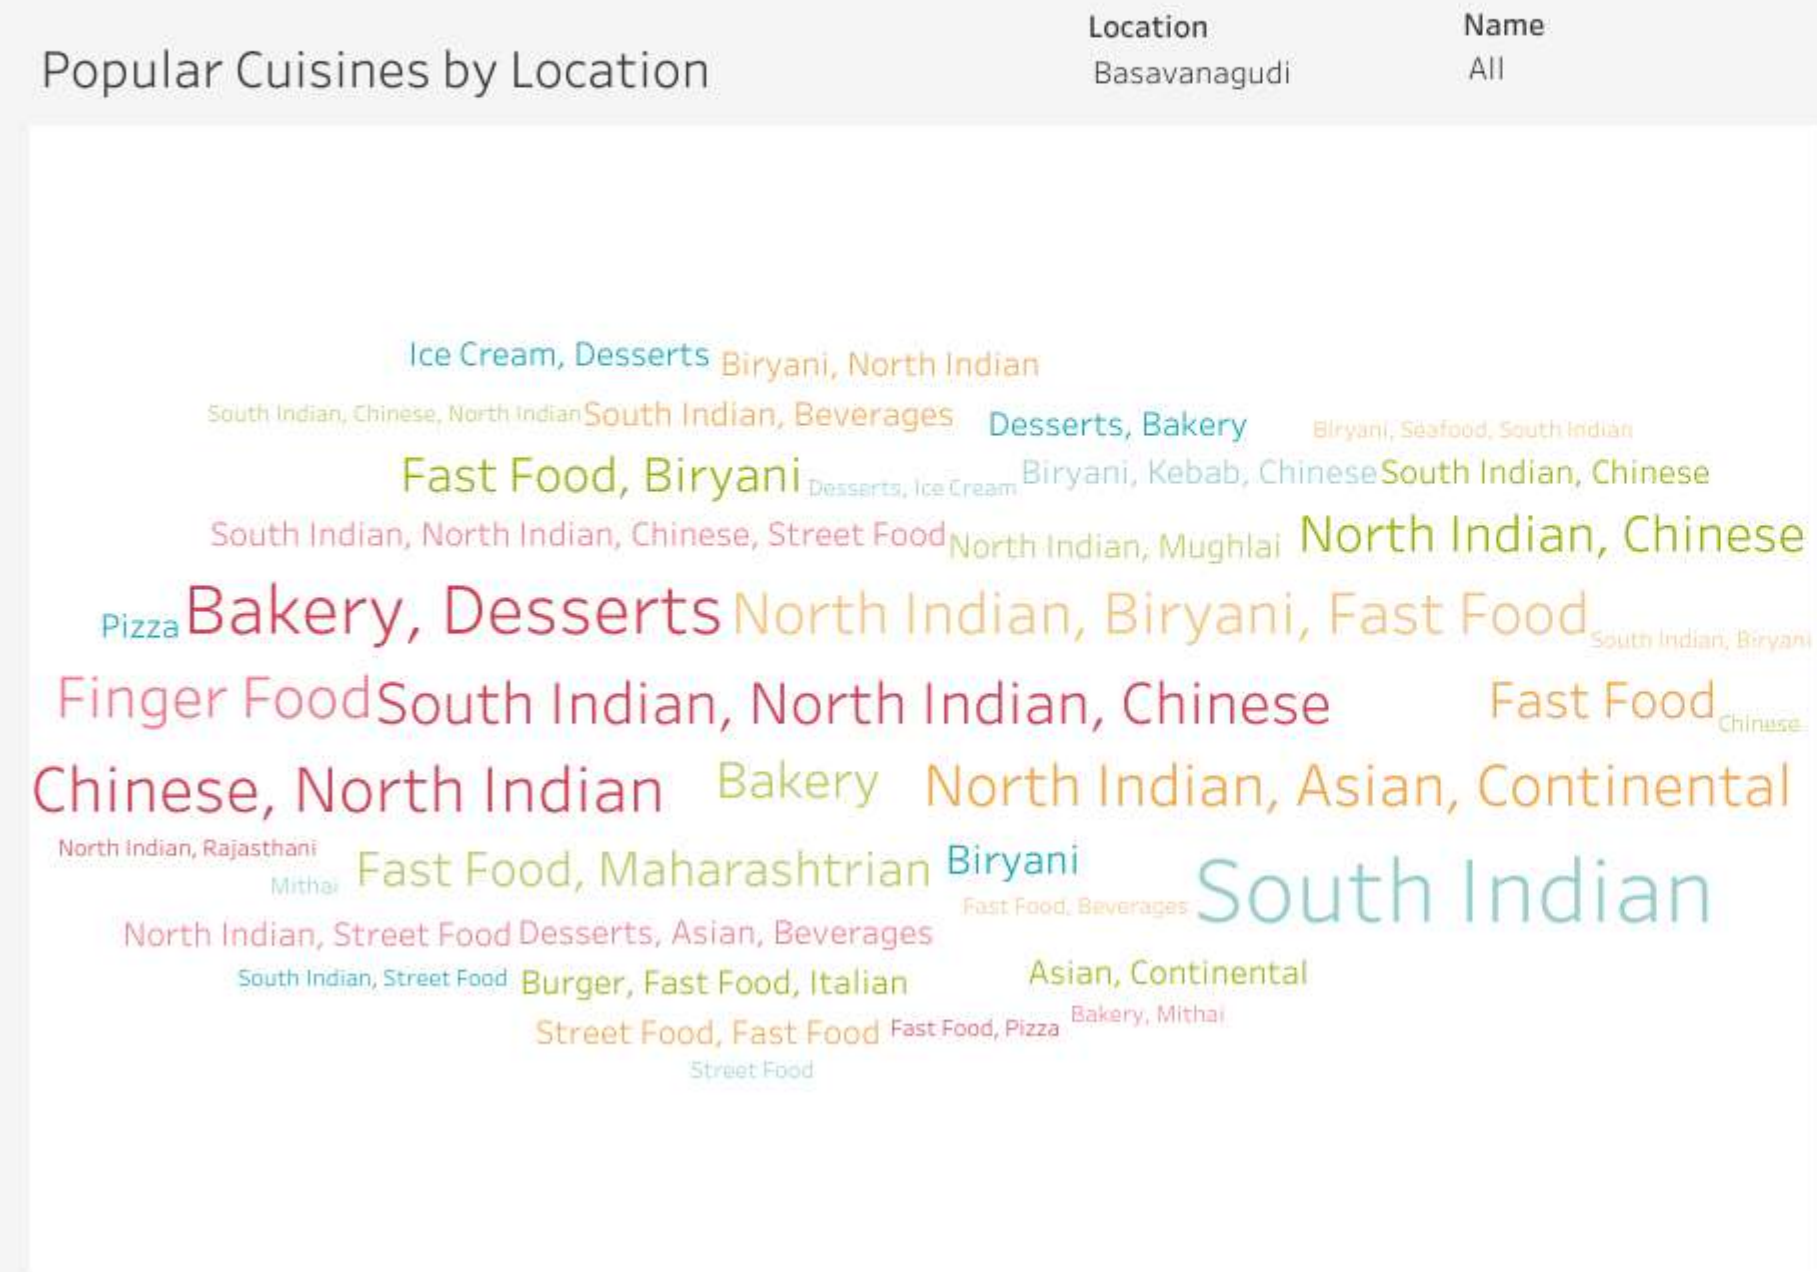 Popular Cuisines by Location
Location
Basavanagudi
Name
All
Ice Cream, Desserts Biryani, North Indian
South Indian, Chinese, North Indian South Indian, Beverages Desserts, Bakery Biryani, Seafood, South Indian
Fast Food, Biryani Desserts, Ice Cream Biryani, Kebab, Chinese South Indian, Chinese
South Indian, North Indian, Chinese, Street Food North Indian, Mughlai North Indian, Chinese
Pizza Bakery, Desserts North Indian, Biryani, Fast Food South Indian, Biryani
Finger Food South Indian, North Indian, Chinese Fast Food Chinese
Chinese, North Indian Bakery North Indian, Asian, Continental
North Indian, Rajasthani
Mithai Fast Food, Maharashtrian Biryani
Fast Food, Beverages South Indian
North Indian, Street Food Desserts, Asian, Beverages
South Indian, Street Food Burger, Fast Food, Italian Asian, Continental
Street Food, Fast Food Fast Food, Pizza Bakery, Mithai
Street Food